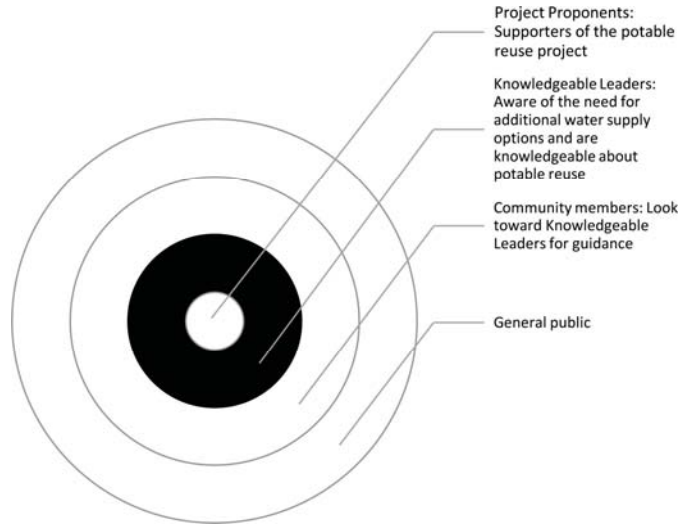 Project Proponents:
Supporters of the potable
reuse project
Knowledgeable Leaders:
Aware of the need for
additional water supply
options and are
knowledgeable about
potable reuse
Community members: Look
toward Knowledgeable
Leaders for guidance
General public